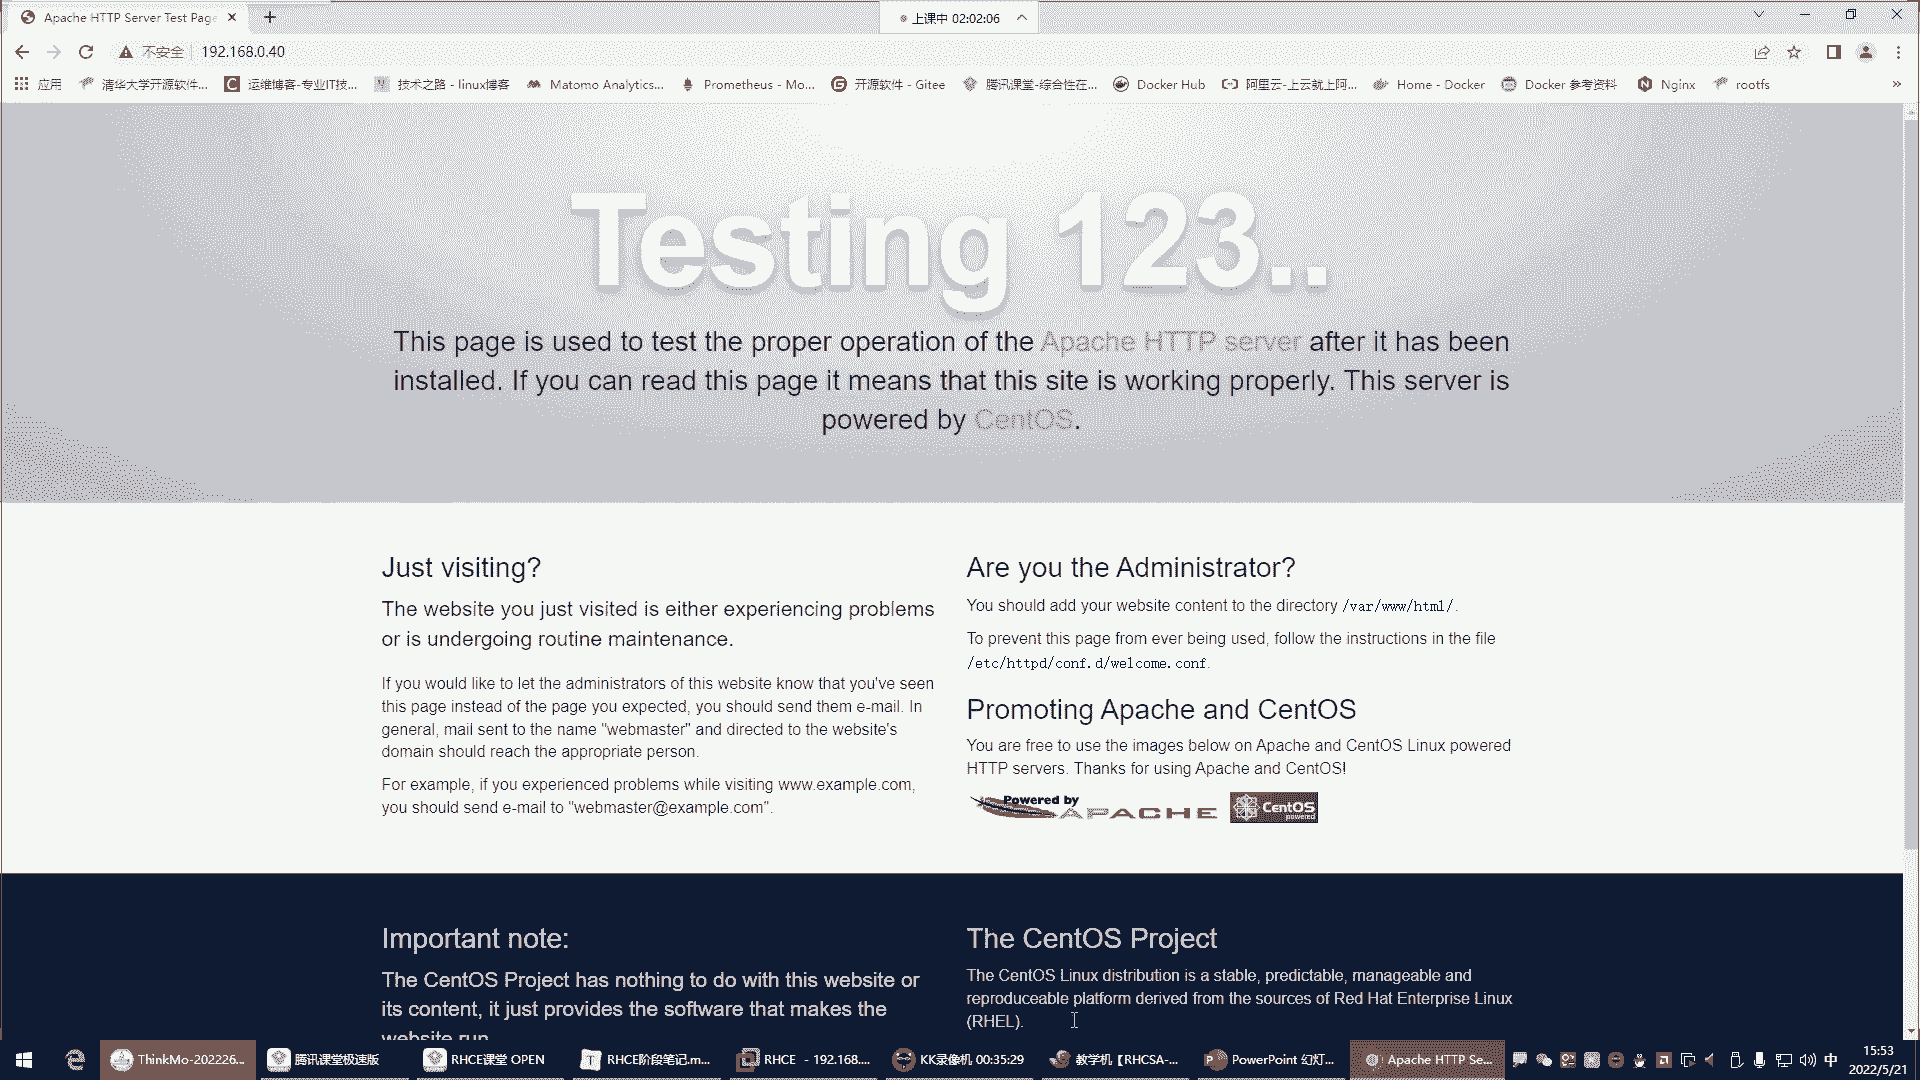 Apache HTTP Server Test Page
上课中 02:02:06
不安全
192.168.0.40
应用
清华大学开源软件...
运维博客-专业IT技...
技术之路 - linux博客
Matomo Analytics...
Prometheus - Mo...
开源软件 - Gitee
腾讯课堂-综合性在...
Docker Hub
阿里云-上云就上阿...
Home - Docker
Docker 参考资料
Nginx
rootfs
»
Testing 123..
This page is used to test the proper operation of the Apache HTTP server after it has been
installed. If you can read this page it means that this site is working properly. This server is
powered by CentOS.
Just visiting?
The website you just visited is either experiencing problems
or is undergoing routine maintenance.
If you would like to let the administrators of this website know that you've seen
this page instead of the page you expected, you should send them e-mail. In
general, mail sent to the name "webmaster" and directed to the website's
domain should reach the appropriate person.
For example, if you experienced problems while visiting www.example.com,
you should send e-mail to "webmaster@example.com".
Are you the Administrator?
You should add your website content to the directory /var/www/html/.
To prevent this page from ever being used, follow the instructions in the file
/etc/httpd/conf.d/welcome.conf.
Promoting Apache and CentOS
You are free to use the images below on Apache and CentOS Linux powered
HTTP servers. Thanks for using Apache and CentOS!
Powered by
APACHE
CentOS
powered
Important note:
The CentOS Project has nothing to do with this website or
its content, it just provides the software that makes the
website run.
The CentOS Project
The CentOS Linux distribution is a stable, predictable, manageable and
reproduceable platform derived from the sources of Red Hat Enterprise Linux
(RHEL).
ThinkMo-202226...
腾讯课堂极速版
RHCE课堂 OPEN
RHCE阶段笔记.m...
RHCE - 192.168....
KK录像机 00:35:29
教学机【RHCSA-...
PowerPoint 幻灯...
Apache HTTP Se...
中
15:53
2022/5/21